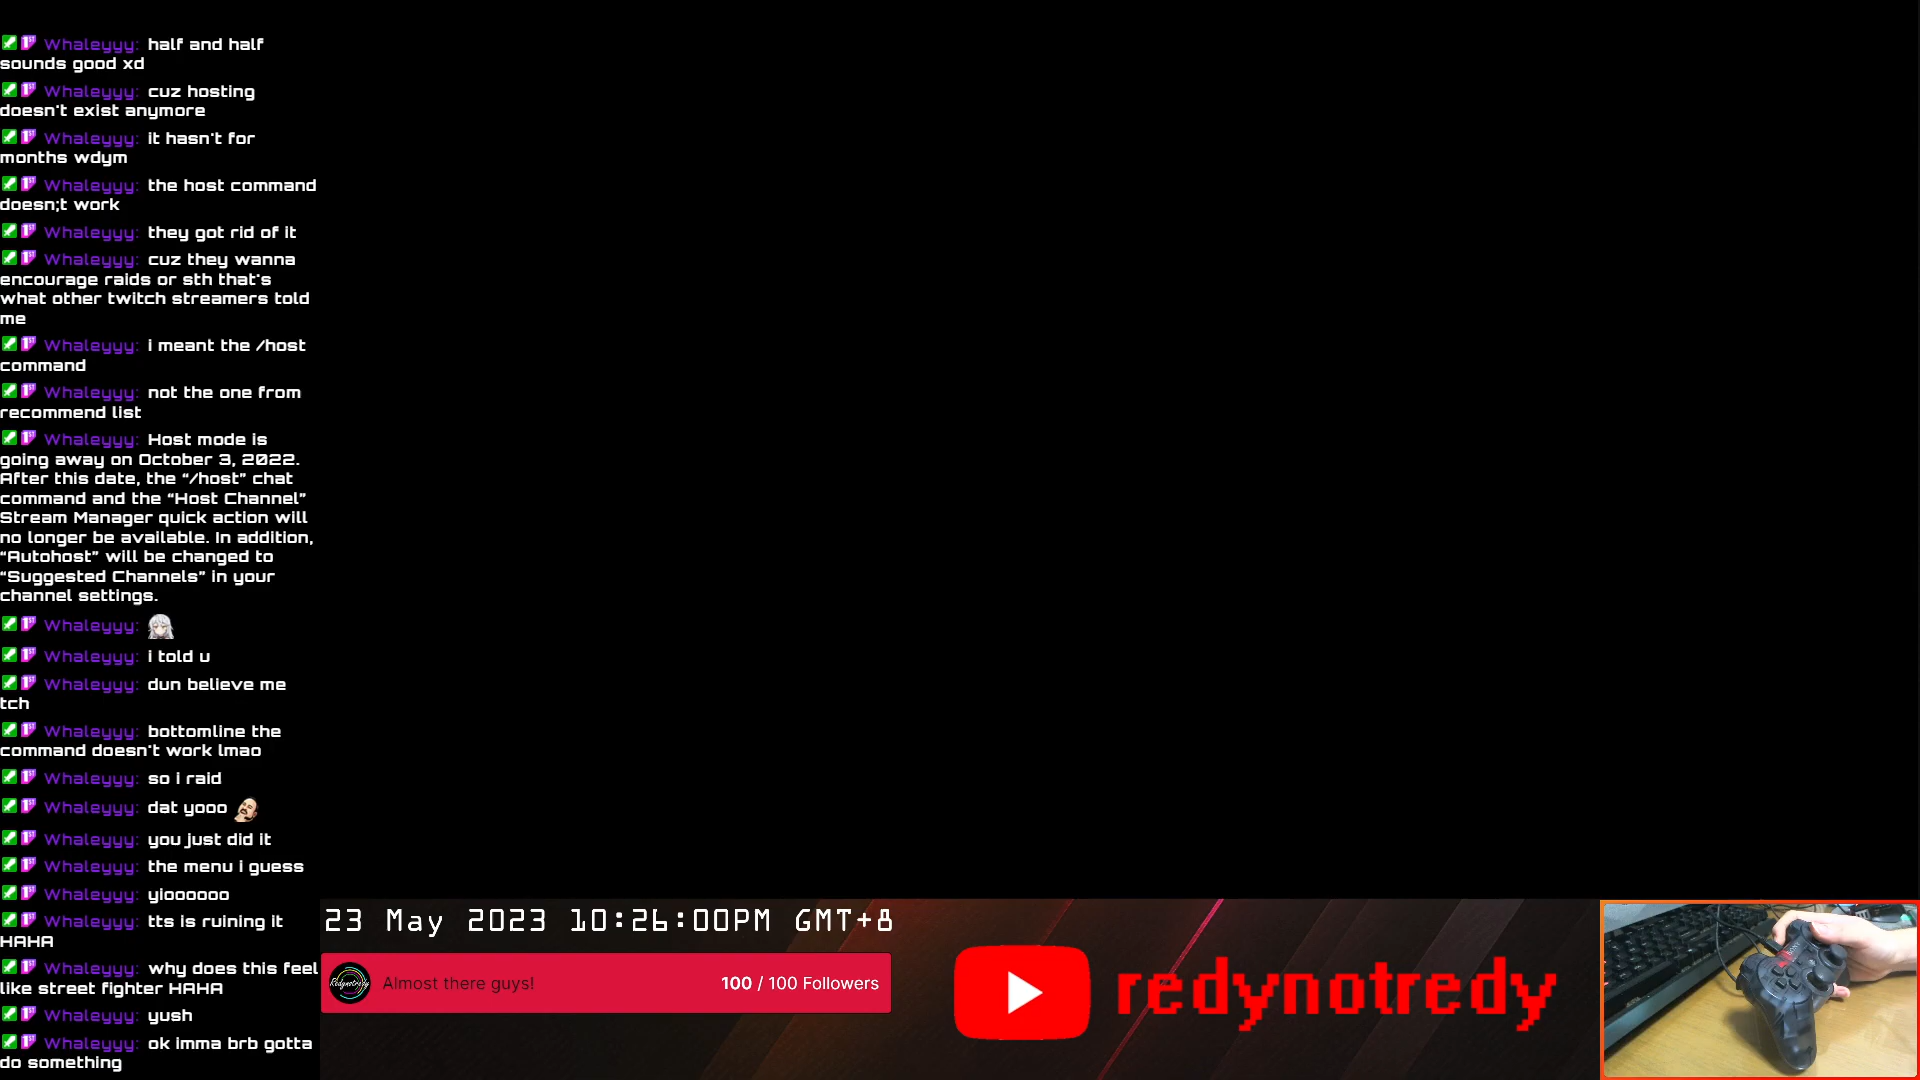 Whaleyyy: half and half
sounds good xd
Whaleyyy: cuz hosting
doesn't exist anymore
Whaleyyy: it hasn't for
months wdym
Whaleyyy: the host command
doesn;t work
Whaleyyy: they got rid of it
Whaleyyy: cuz they wanna
encourage raids or sth that's
what other twitch streamers told
me
Whaleyyy: i meant the /host
command
Whaleyyy: not the one from
recommend list
Whaleyyy: Host mode is
going away on October 3, 2022.
After this date, the “/host” chat
command and the “Host Channel”
Stream Manager quick action will
no longer be available. In addition,
“Autohost” will be changed to
“Suggested Channels” in your
channel settings.
Whaleyyy:
Whaleyyy: i told u
Whaleyyy: dun believe me
tch
Whaleyyy: bottomline the
command doesn't work lmao
Whaleyyy: so i raid
Whaleyyy: dat yooo
Whaleyyy: you just did it
Whaleyyy: the menu i guess
Whaleyyy: yioooooo
Whaleyyy: tts is ruining it
HAHA
Whaleyyy: why does this feel
like street fighter HAHA
Whaleyyy: yush
Whaleyyy: ok imma brb gotta
do something
23 May 2023 10:26:00PM GMT+8
Redynotredy
Almost there guys!
100 / 100 Followers
redynotredy